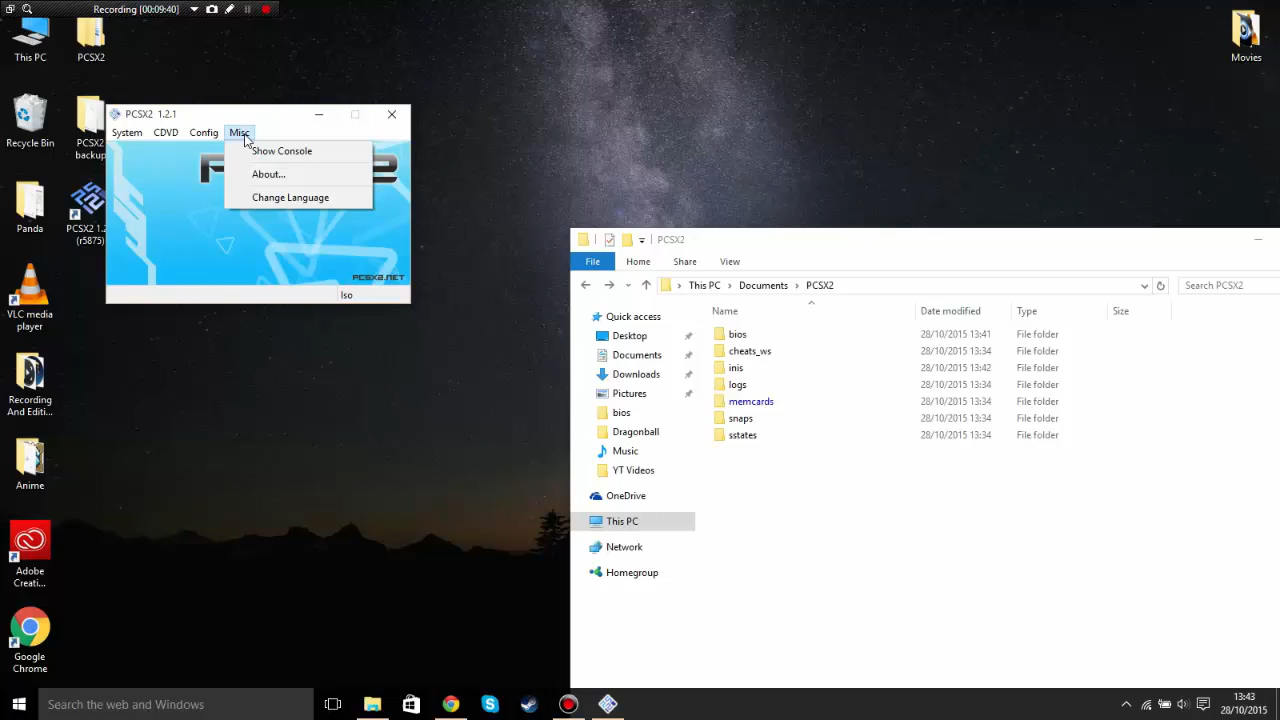 Recording [00:09:40]
This PC
PCSX2
Movies
Recycle Bin
PCSX2
backup
Panda
PCSX2 1.2
(r5875)
VLC media
player
Recording
And Editi...
Anime
Adobe
Creati...
Google
Chrome
PCSX2 1.2.1
System CDVD Config Misc
Show Console
About...
Change Language
PCSX2.NET
Iso
PCSX2
File Home Share View
This PC Documents PCSX2
Search PCSX2
Name Date modified Type Size
Quick access
Desktop
Documents
Downloads
Pictures
bios
Dragonball
Music
YT Videos
OneDrive
This PC
Network
Homegroup
bios 28/10/2015 13:41 File folder
cheats_ws 28/10/2015 13:34 File folder
inis 28/10/2015 13:42 File folder
logs 28/10/2015 13:34 File folder
memcards 28/10/2015 13:34 File folder
snaps 28/10/2015 13:34 File folder
sstates 28/10/2015 13:34 File folder
Search the web and Windows
13:43
28/10/2015